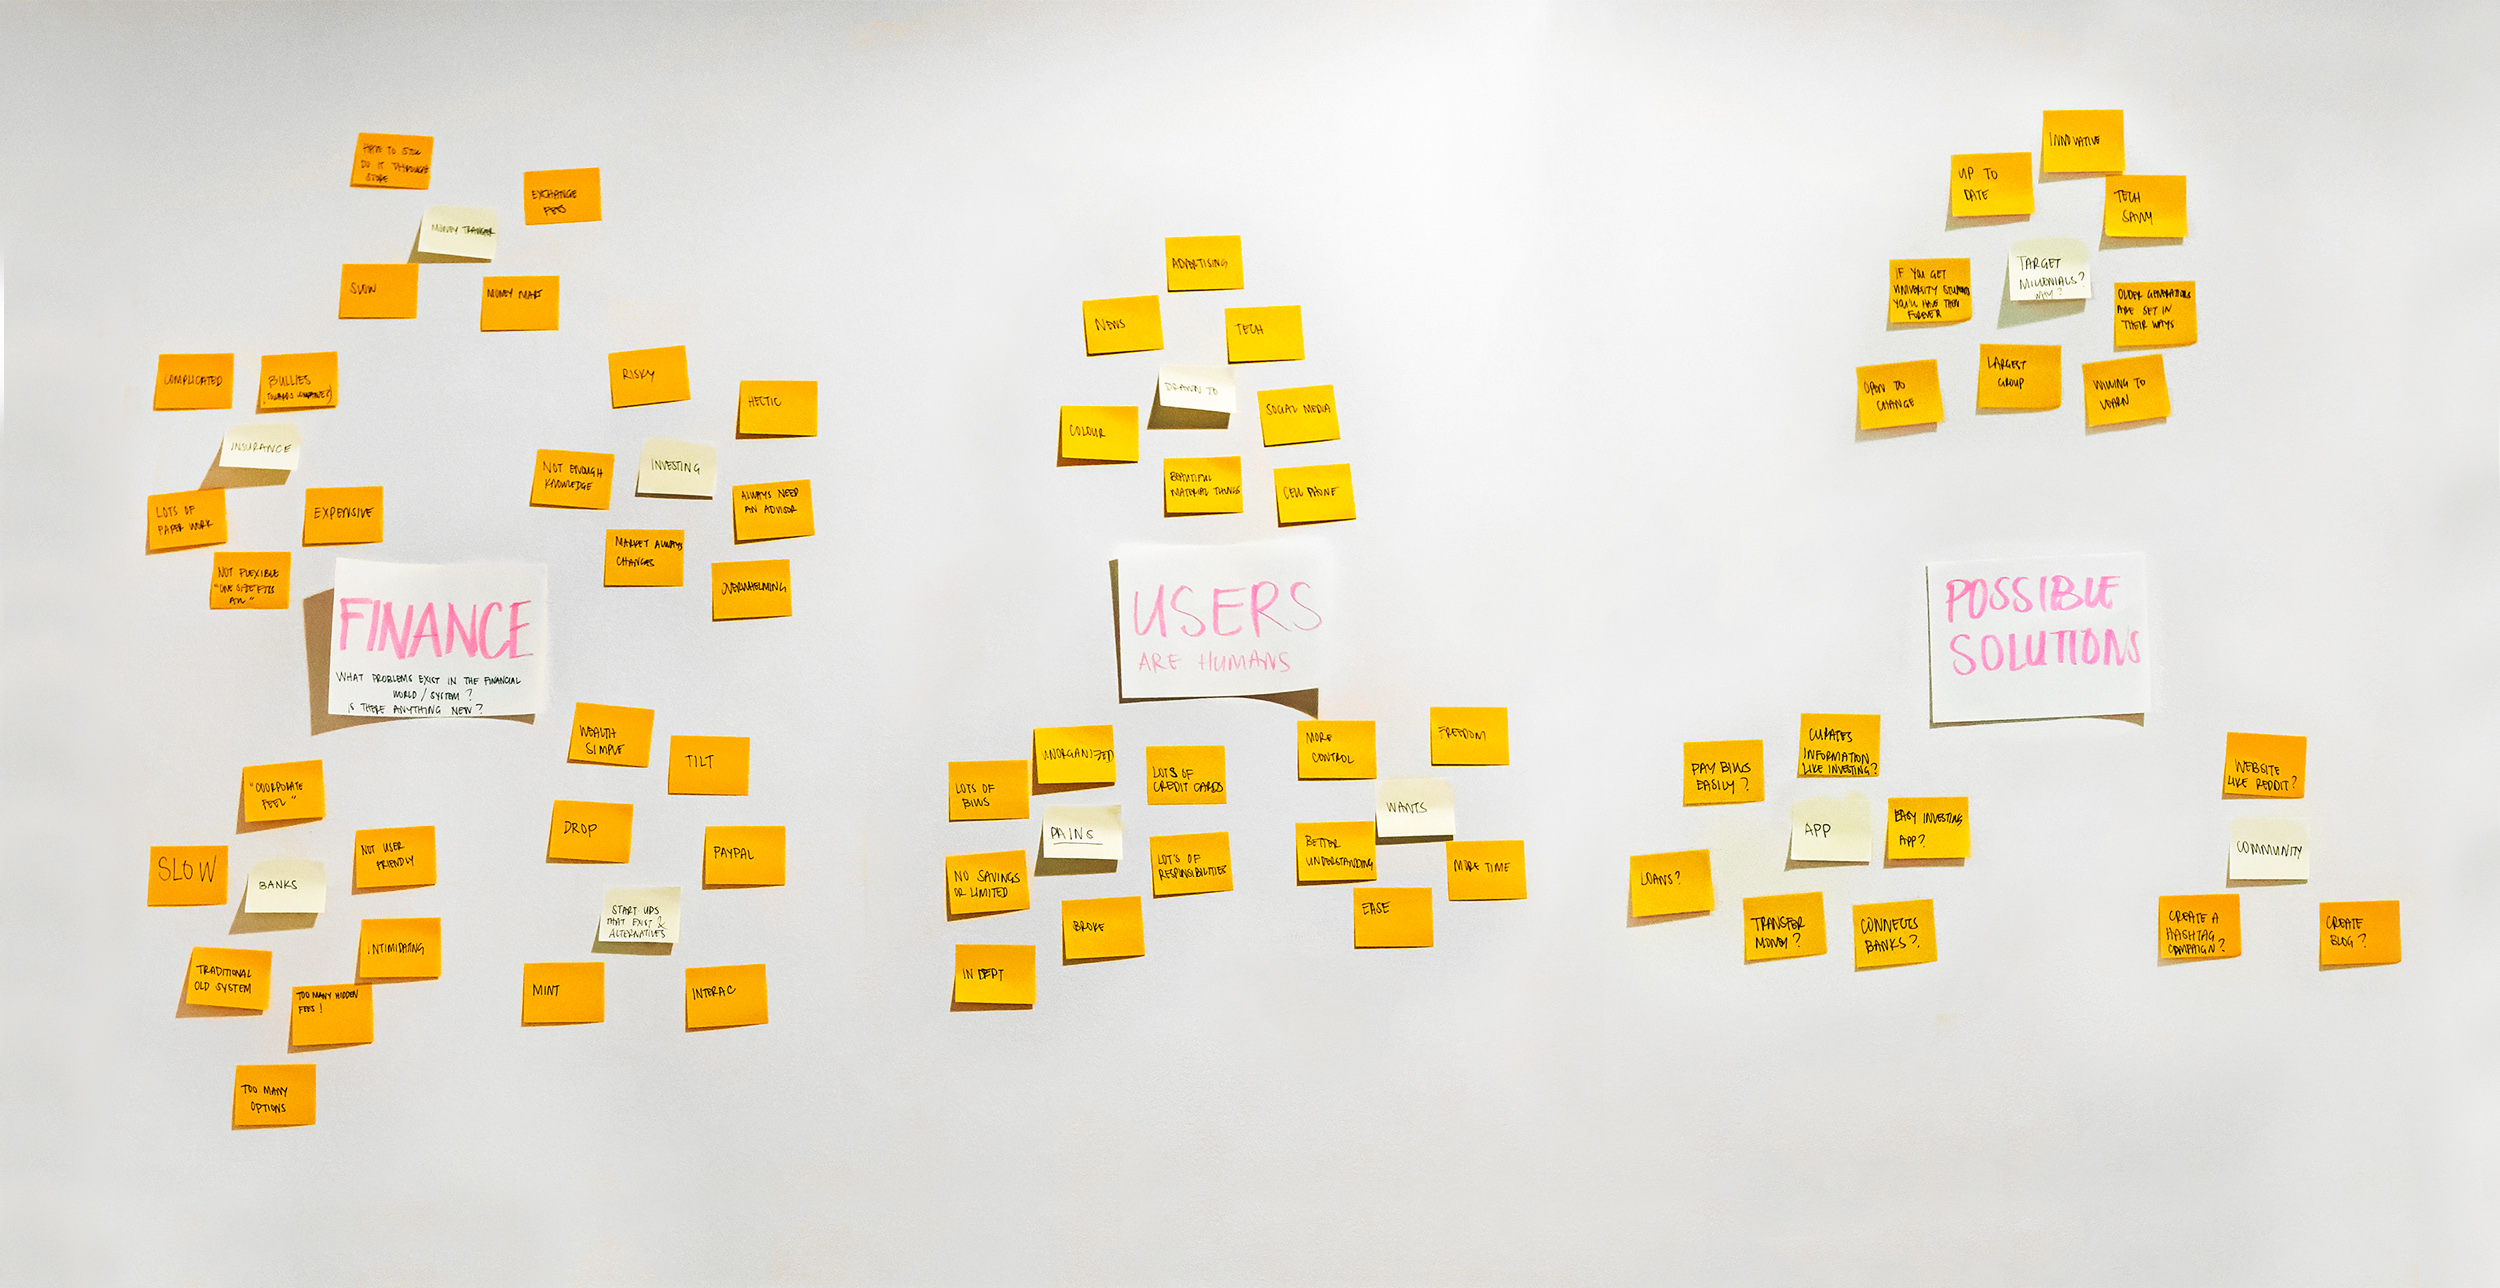 HAVE TO STILL
DO IT THROUGH
STORE
EXCHANGE
FEES
MONEY TRANSFER
SLOW
MONEY MART
COMPLICATED
BULLIES
INSURANCE
LOTS OF
PAPER WORK
EXPENSIVE
NOT FLEXIBLE
"ONE SIZE FITS
ALL"
RISKY
HECTIC
NOT ENOUGH
KNOWLEDGE
INVESTING
ALWAYS NEED
AN ADVISOR
MARKET ALWAYS
CHANGES
OVERWHELMING
FINANCE
WHAT PROBLEMS EXIST IN THE FINANCIAL
WORLD / SYSTEM ?
IS THERE ANYTHING NEW ?
"COORPORATE
FEEL"
SLOW
BANKS
NOT USER
FRIENDLY
INTIMIDATING
TRADITIONAL
OLD SYSTEM
TOO MANY HIDDEN
FEES !
TOO MANY
OPTIONS
WEALTH
SIMPLE
TILT
DROP
PAYPAL
START UPS
THAT EXIST &
ALTERNATIVES
MINT
INTERAC
ADVERTISING
NEWS
TECH
DRAWN TO
COLOUR
SOCIAL MEDIA
BEAUTIFUL
MATERIAL THINGS
CELL PHONE
USERS
ARE HUMANS
UNORGANIZED
LOTS OF
BILLS
LOTS OF
CREDIT CARDS
PAINS
NO SAVINGS
OR LIMITED
LOT'S OF
RESPONSIBILITIES
BROKE
IN DEPT
MORE
CONTROL
FREEDOM
WANTS
BETTER
UNDERSTANDING
MORE TIME
EASE
INNOVATIVE
UP TO
DATE
TECH
SAVVY
TARGET
MILLENIALS?
WHY?
IF YOU GET
UNIVERSITY STUDENTS
YOU'LL HAVE THEM
FOREVER
OLDER GENERATIONS
ARE SET IN
THEIR WAYS
OPEN TO
CHANGE
LARGEST
GROUP
WILLING TO
LEARN
POSSIBLE
SOLUTIONS
PAY BILLS
EASILY ?
CURATES
INFORMATION
LIKE INVESTING?
APP
EASY INVESTING
APP?
LOANS?
TRANSFER
MONEY ?
CONNECTS
BANKS ?
WEBSITE
LIKE REDDIT?
COMMUNITY
CREATE A
HASHTAG
CAMPAIGN ?
CREATE
BLOG ?